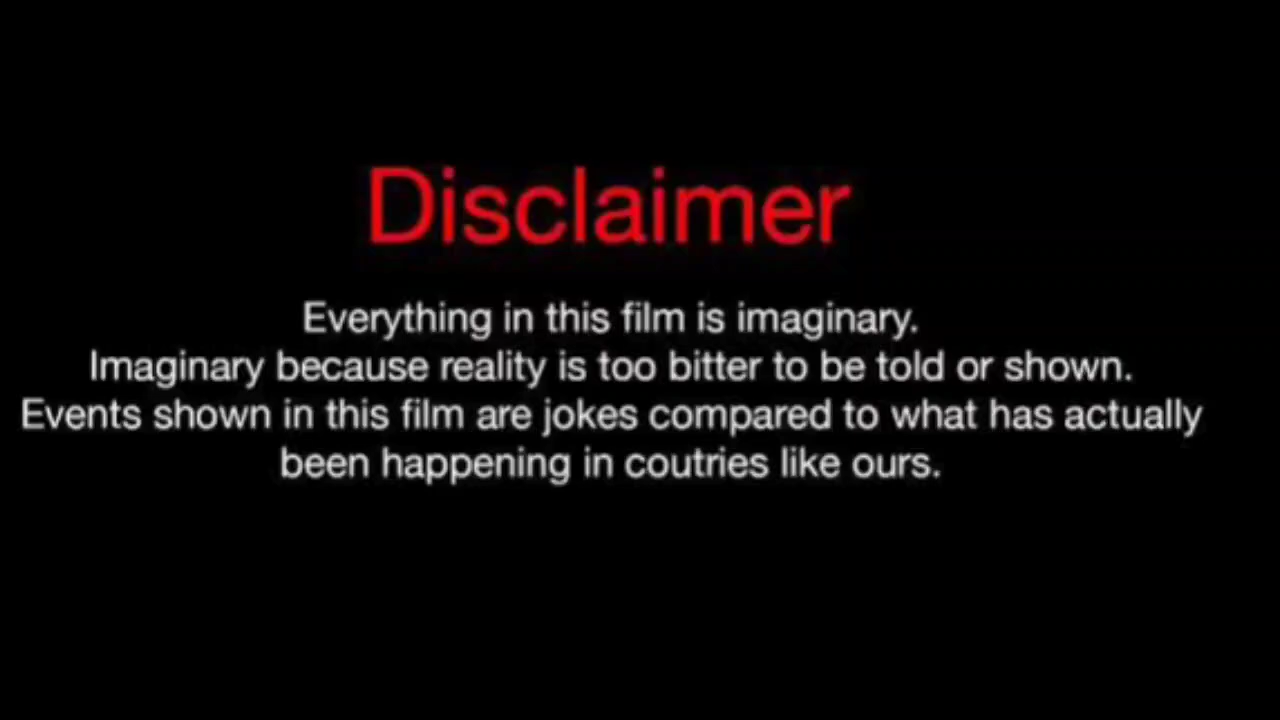 Disclaimer
Everything in this film is imaginary.
Imaginary because reality is too bitter to be told or shown.
Events shown in this film are jokes compared to what has actually
been happening in coutries like ours.